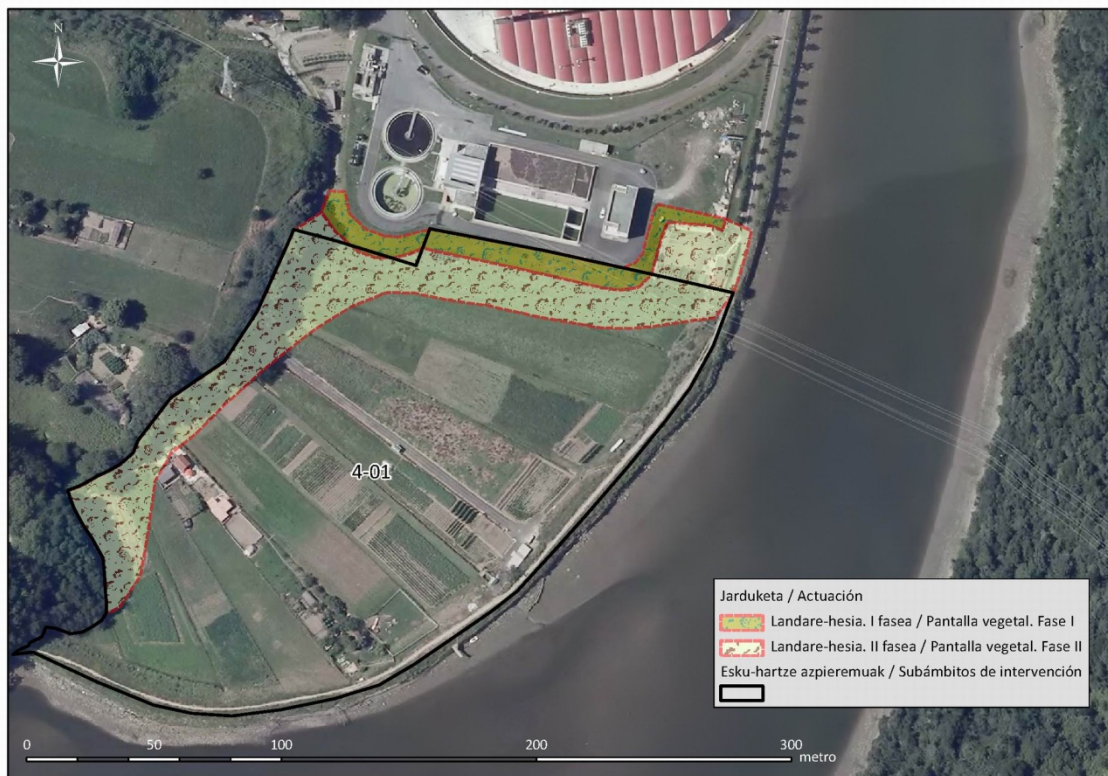 N
4-01
Jarduketa / Actuación
Landare-hesia. I fasea / Pantalla vegetal. Fase I
Landare-hesia. II fasea / Pantalla vegetal. Fase II
Esku-hartze azpieremuak / Subámbitos de intervención
0 50 100 200 300
metro